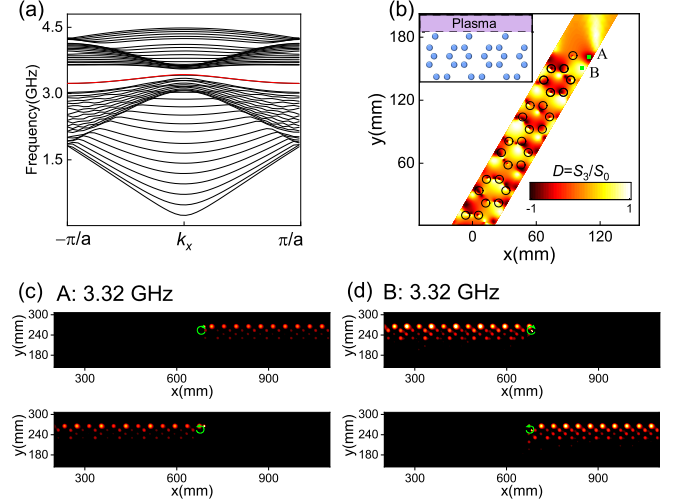 (a)
4.5
3.0
1.5
Frequency(GHz)
−π/a
kx
π/a
(b)
Plasma
A
B
180
120
60
y(mm)
D=S3/S0
-1
1
0
60
120
x(mm)
(c) A: 3.32 GHz
300
240
180
y(mm)
300
600
900
x(mm)
300
240
180
y(mm)
300
600
900
x(mm)
(d) B: 3.32 GHz
300
240
180
y(mm)
300
600
900
x(mm)
300
240
180
y(mm)
300
600
900
x(mm)